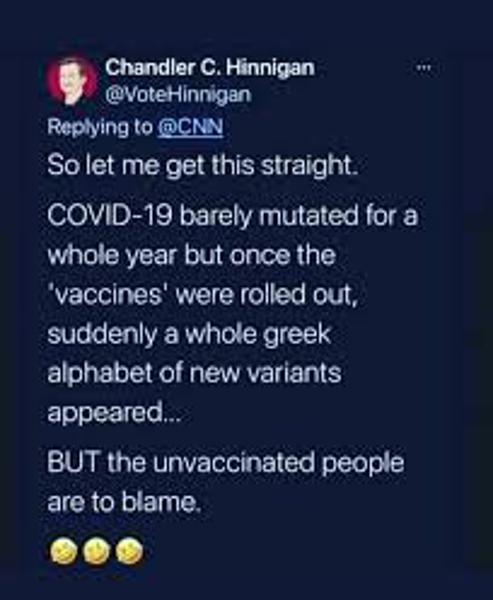 Chandler C. Hinnigan
...
@VoteHinnigan
Replying to @CNN
So let me get this straight.
COVID-19 barely mutated for a
whole year but once the
'vaccines' were rolled out,
suddenly a whole greek
alphabet of new variants
appeared...
BUT the unvaccinated people
are to blame.
🤣🤣🤣